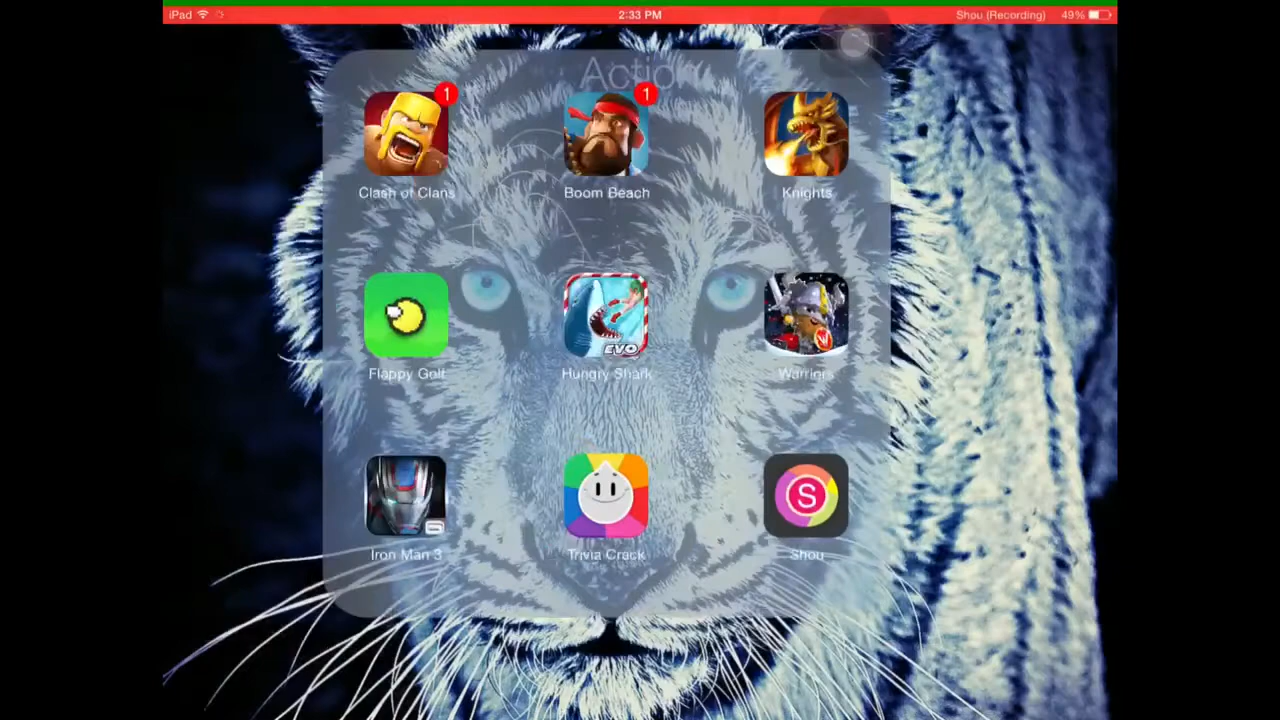 iPad 2:33 PM Shou (Recording) 49%
Action
1 1
Clash of Clans Boom Beach Knights
EVO W
Flappy Golf Hungry Shark Warriors
S
Iron Man 3 Trivia Crack Shou